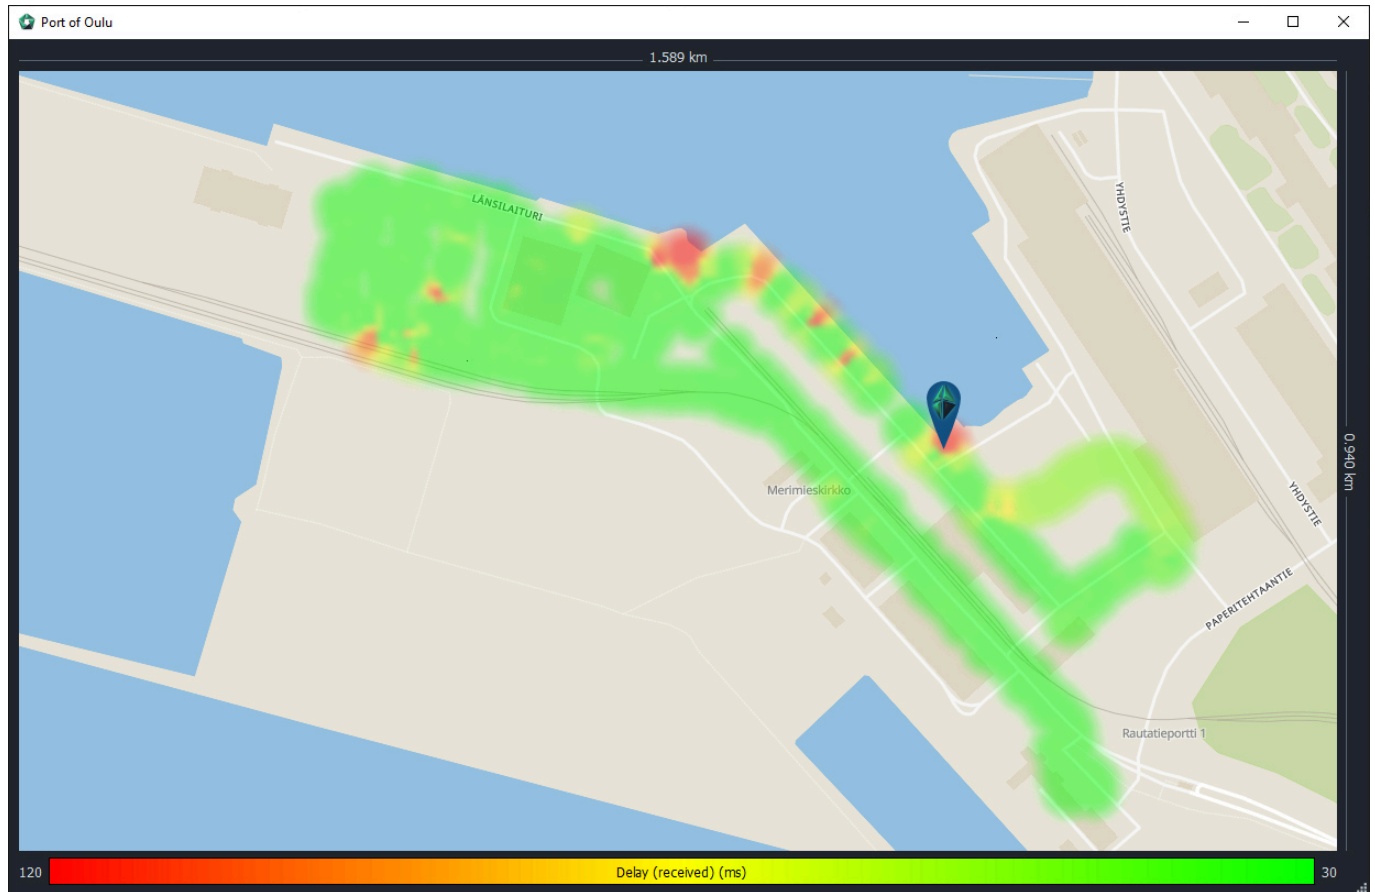 Port of Oulu
1.589 km
LÄNSILAITURI
YHDYSTIE
0.940 km
Merimieskirkko
YHDYSTIE
PAPERITEHTAANTIE
Rautatieportti 1
120 Delay (received) (ms) 30